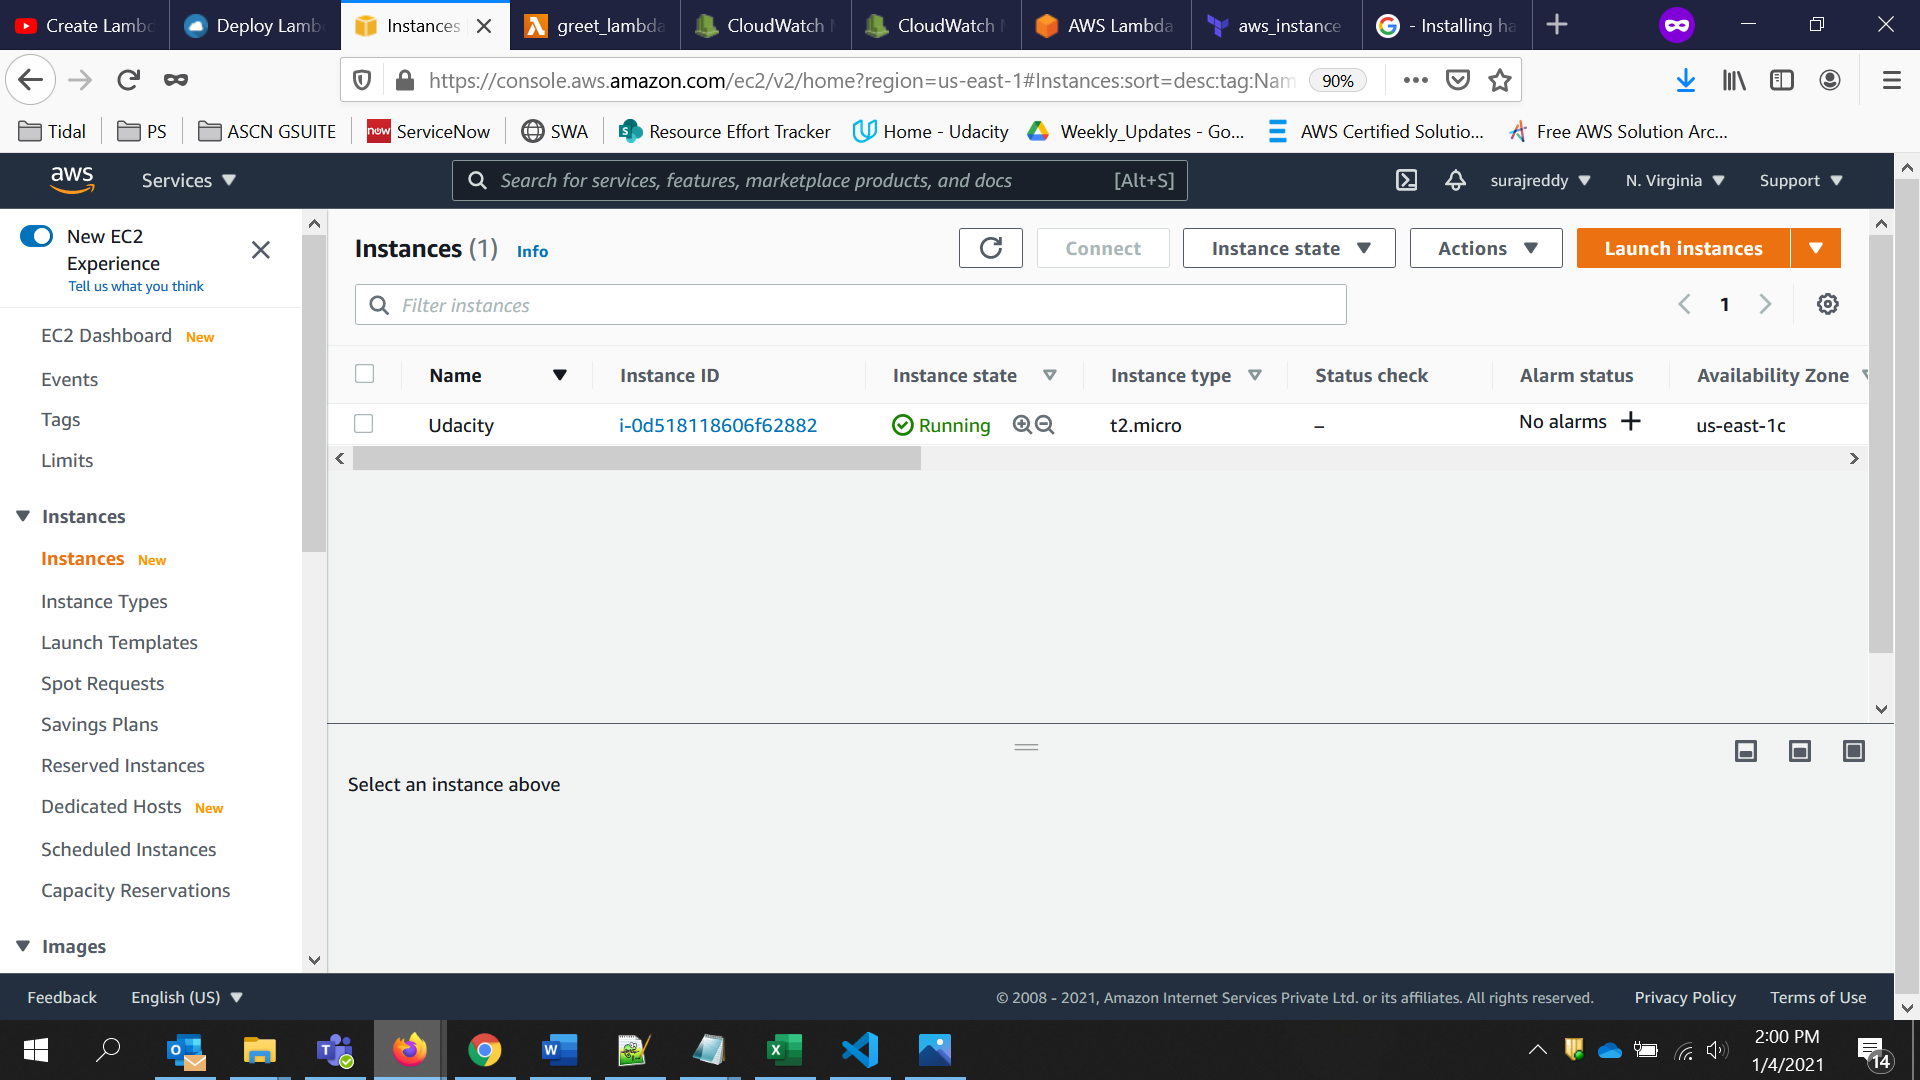 Create Lambo
Deploy Lamb
Instances
greet_lambda
CloudWatch
CloudWatch
AWS Lambda
aws_instance
- Installing ha
https://console.aws.amazon.com/ec2/v2/home?region=us-east-1#Instances:sort=desc:tag:Nam
90%
Tidal
PS
ASCN GSUITE
now
ServiceNow
SWA
Resource Effort Tracker
Home - Udacity
Weekly_Updates - Go...
AWS Certified Solutio...
Free AWS Solution Arc...
aws
Services
Search for services, features, marketplace products, and docs
[Alt+S]
surajreddy
N. Virginia
Support
New EC2
Experience
Tell us what you think
EC2 Dashboard New
Events
Tags
Limits
Instances
Instances New
Instance Types
Launch Templates
Spot Requests
Savings Plans
Reserved Instances
Dedicated Hosts New
Scheduled Instances
Capacity Reservations
Images
Instances (1) Info
Connect
Instance state
Actions
Launch instances
Filter instances
1
Name
Instance ID
Instance state
Instance type
Status check
Alarm status
Availability Zone
Udacity
i-0d518118606f62882
Running
t2.micro
–
No alarms
us-east-1c
Select an instance above
Feedback
English (US)
© 2008 - 2021, Amazon Internet Services Private Ltd. or its affiliates. All rights reserved.
Privacy Policy
Terms of Use
2:00 PM
1/4/2021
14